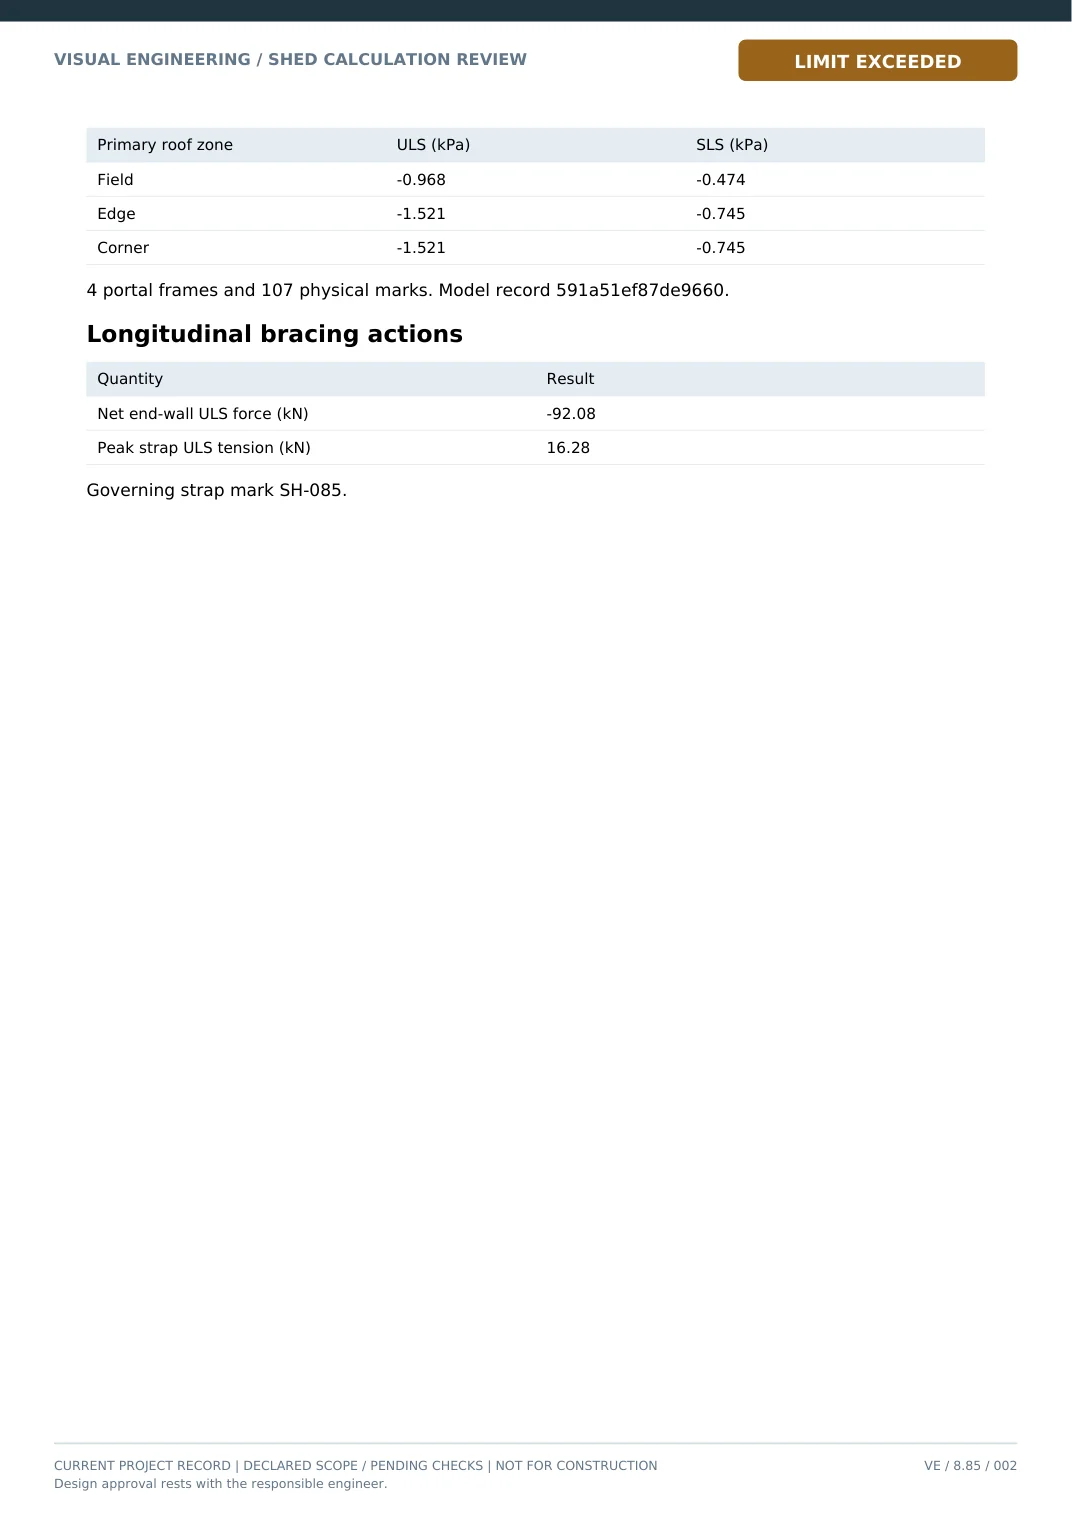 VISUAL ENGINEERING / SHED CALCULATION REVIEW
LIMIT EXCEEDED
Primary roof zone ULS (kPa) SLS (kPa)
Field -0.968 -0.474
Edge -1.521 -0.745
Corner -1.521 -0.745
4 portal frames and 107 physical marks. Model record 591a51ef87de9660.
Longitudinal bracing actions
Quantity Result
Net end-wall ULS force (kN) -92.08
Peak strap ULS tension (kN) 16.28
Governing strap mark SH-085.
CURRENT PROJECT RECORD | DECLARED SCOPE / PENDING CHECKS | NOT FOR CONSTRUCTION VE / 8.85 / 002
Design approval rests with the responsible engineer.